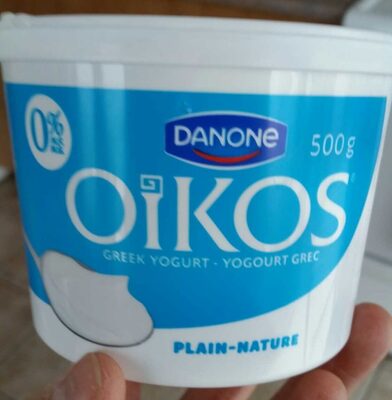 0%
M.F.
M.G.
DANONE
500g
OIKOS
GREEK YOGURT - YOGOURT GREC
PLAIN-NATURE